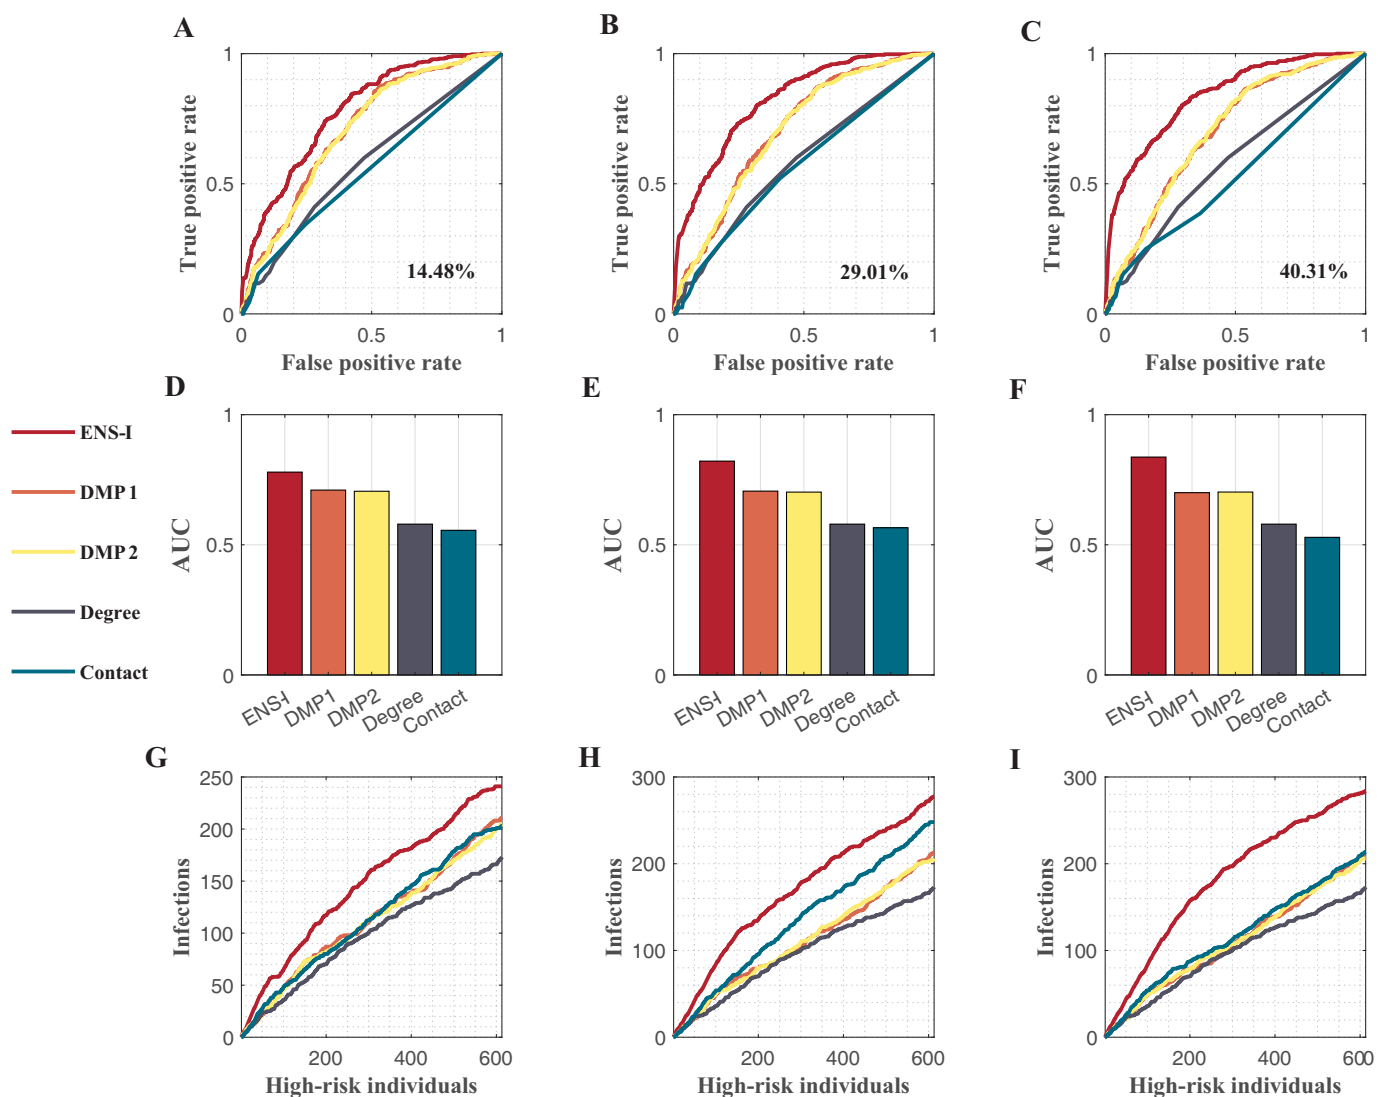 A
B
C
1
1
1
True positive rate
True positive rate
True positive rate
0.5
0.5
0.5
14.48%
29.01%
40.31%
0
0
0
0
0.5
1
0
0.5
1
0
0.5
1
False positive rate
False positive rate
False positive rate
D
E
F
ENS-I
DMP 1
DMP 2
Degree
Contact
1
1
1
AUC
AUC
AUC
0.5
0.5
0.5
0
0
0
ENS-I
DMP1
DMP2
Degree
Contact
ENS-I
DMP1
DMP2
Degree
Contact
ENS-I
DMP1
DMP2
Degree
Contact
G
H
I
250
200
150
100
50
0
Infections
200
400
600
High-risk individuals
300
200
100
0
Infections
200
400
600
High-risk individuals
300
200
100
0
Infections
200
400
600
High-risk individuals